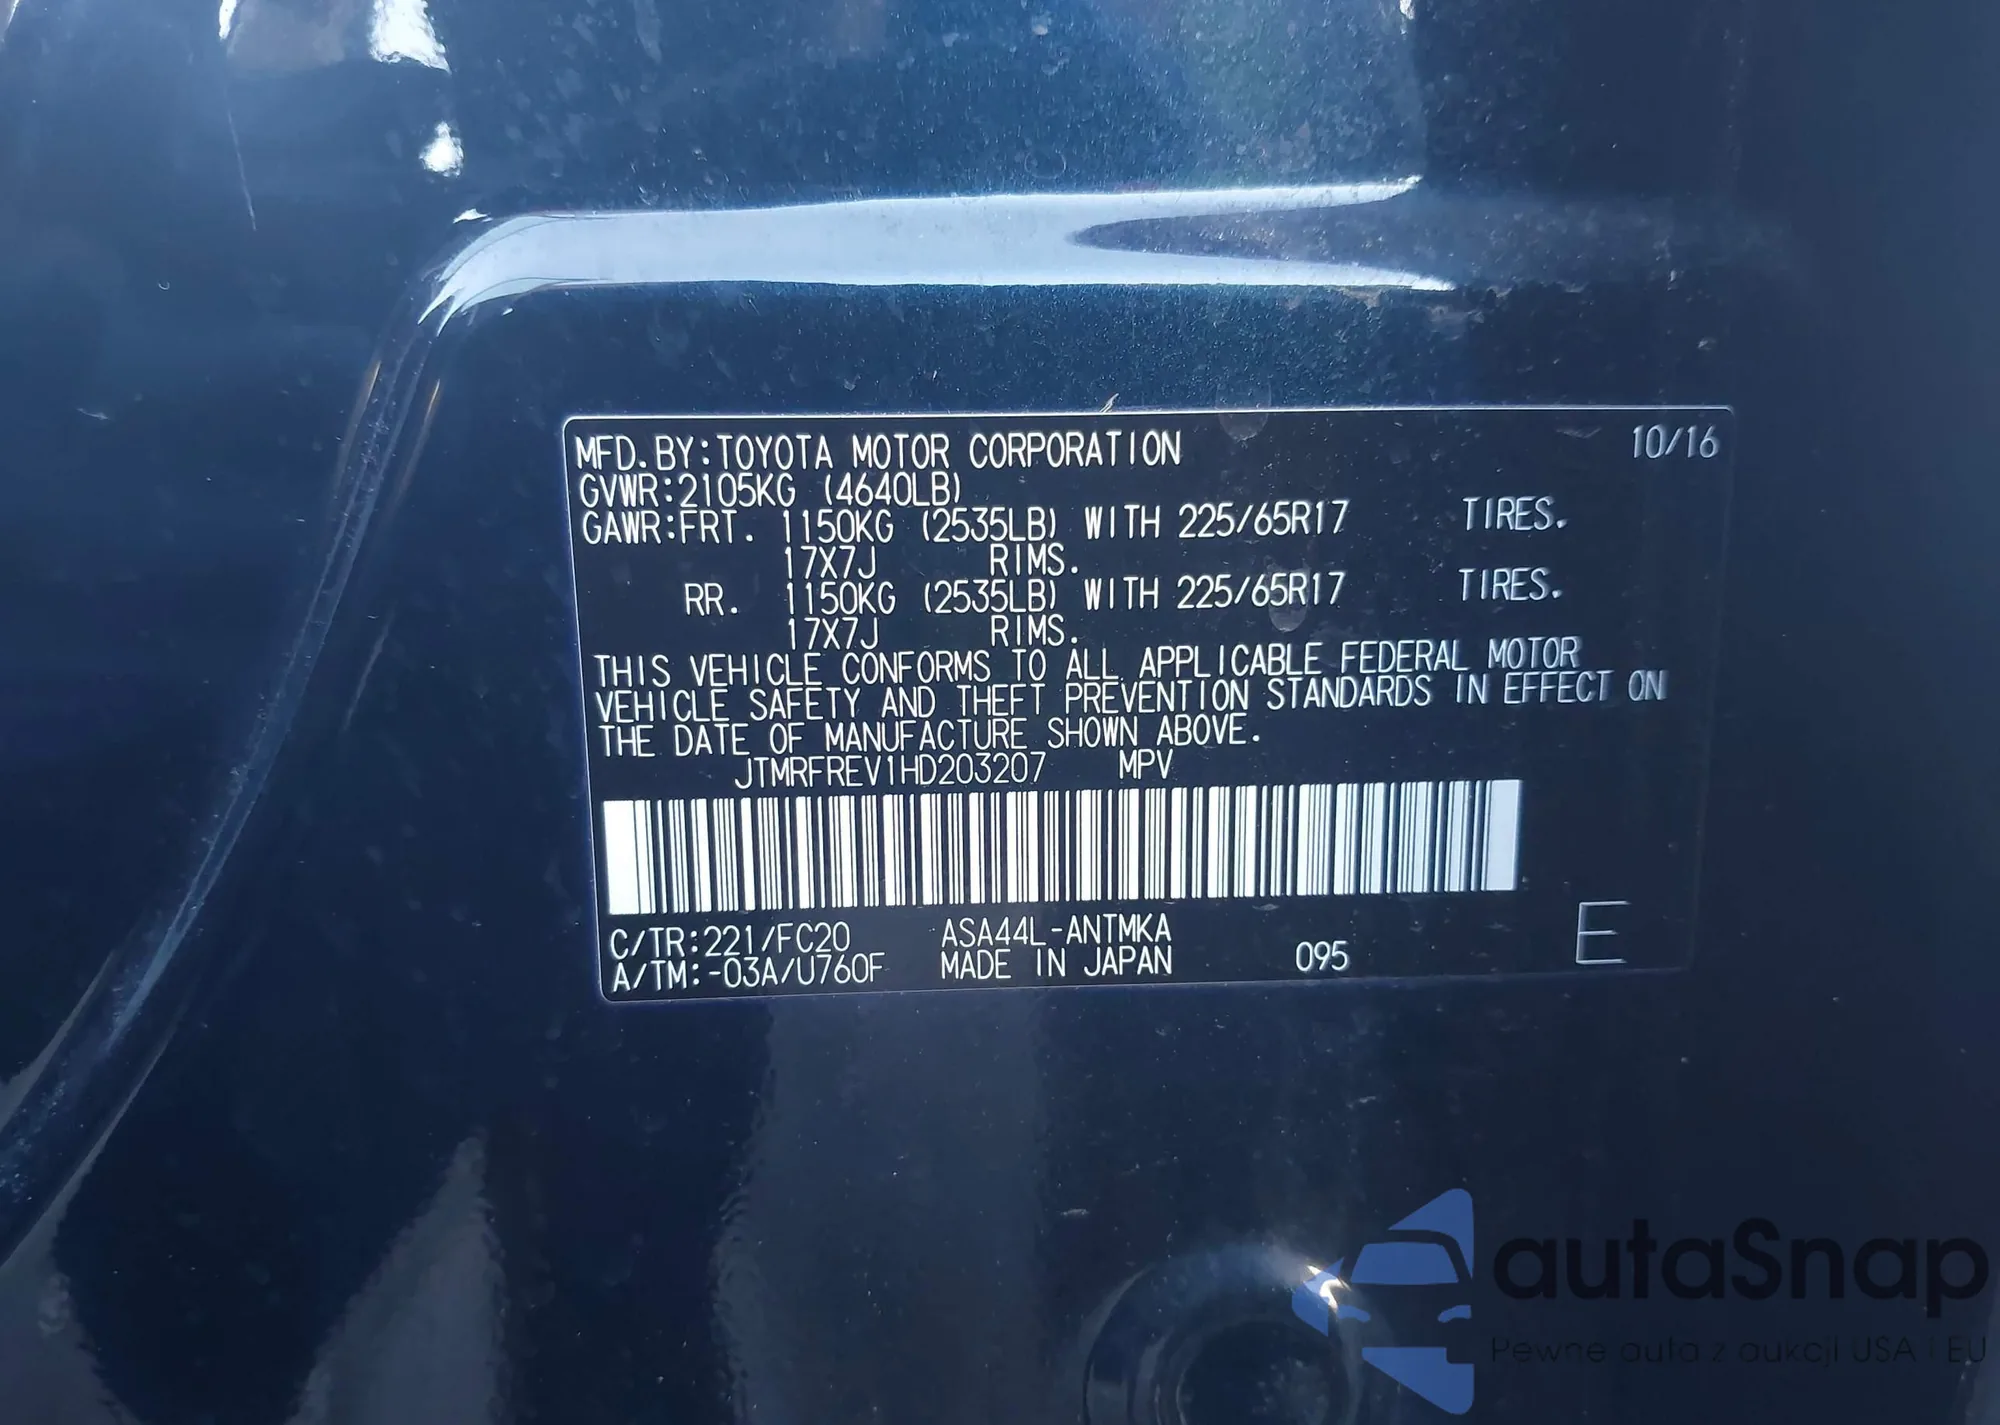 MFD. BY: TOYOTA MOTOR CORPORATION 10/16
GVWR: 2105KG (4640LB)
GAWR: FRT. 1150KG (2535LB) WITH 225/65R17 TIRES.
17X7J RIMS.
RR. 1150KG (2535LB) WITH 225/65R17 TIRES.
17X7J RIMS.
THIS VEHICLE CONFORMS TO ALL APPLICABLE FEDERAL MOTOR
VEHICLE SAFETY AND THEFT PREVENTION STANDARDS IN EFFECT ON
THE DATE OF MANUFACTURE SHOWN ABOVE.
JTMRFREV1HD203207 MPV
C/TR: 221/FC20 ASA44L-ANTMKA
A/TM: -03A/U760F MADE IN JAPAN 095 E
autaSnap
Pewne auta z aukcji USA i EU